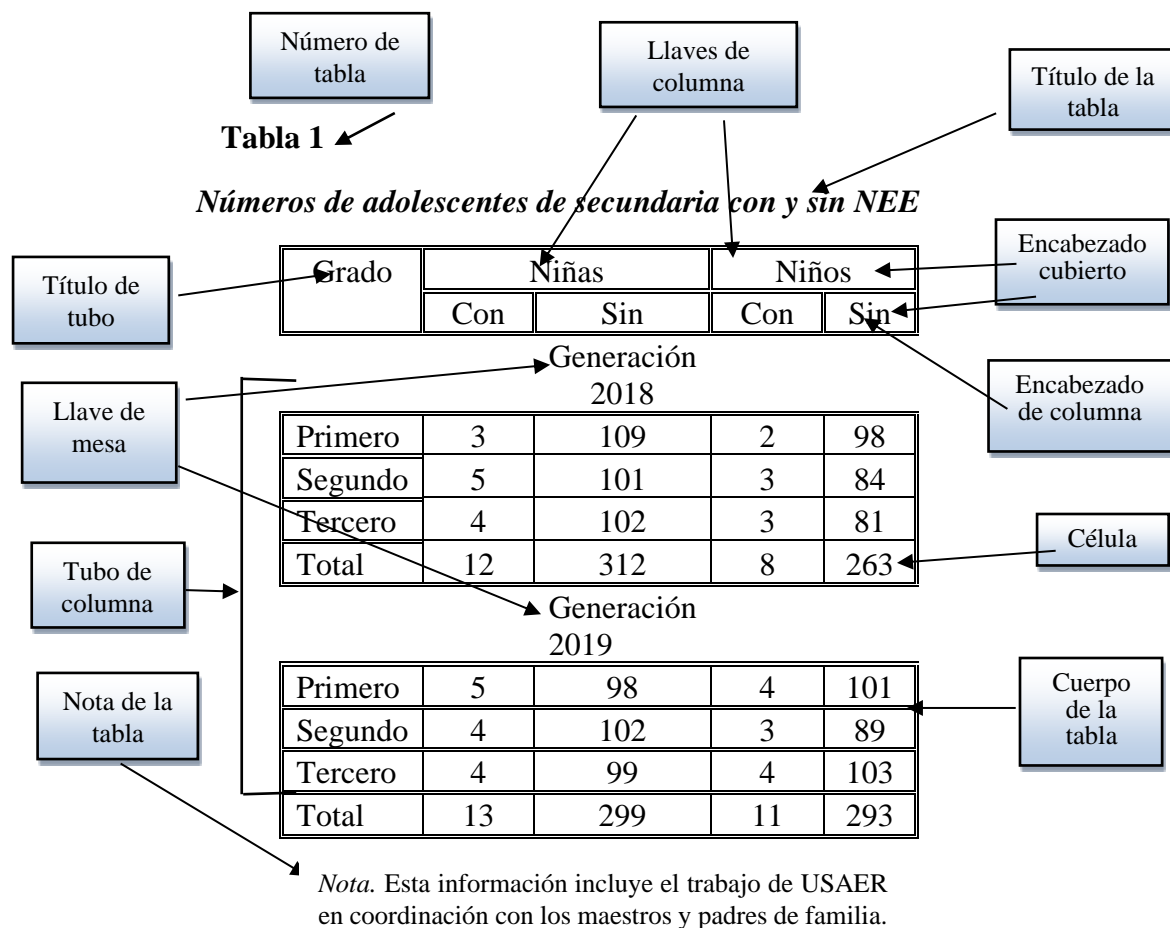 Número de
tabla
Llaves de
columna
Título de la
tabla
Tabla 1
Números de adolescentes de secundaria con y sin NEE
Título de
tubo
Grado Niñas Niños
Con Sin Con Sin
Encabezado
cubierto
Encabezado
de columna
Llave de
mesa
Generación
2018
Primero 3 109 2 98
Segundo 5 101 3 84
Tercero 4 102 3 81
Total 12 312 8 263
Célula
Tubo de
columna
Generación
2019
Primero 5 98 4 101
Segundo 4 102 3 89
Tercero 4 99 4 103
Total 13 299 11 293
Cuerpo
de la
tabla
Nota de la
tabla
Nota. Esta información incluye el trabajo de USAER
en coordinación con los maestros y padres de familia.